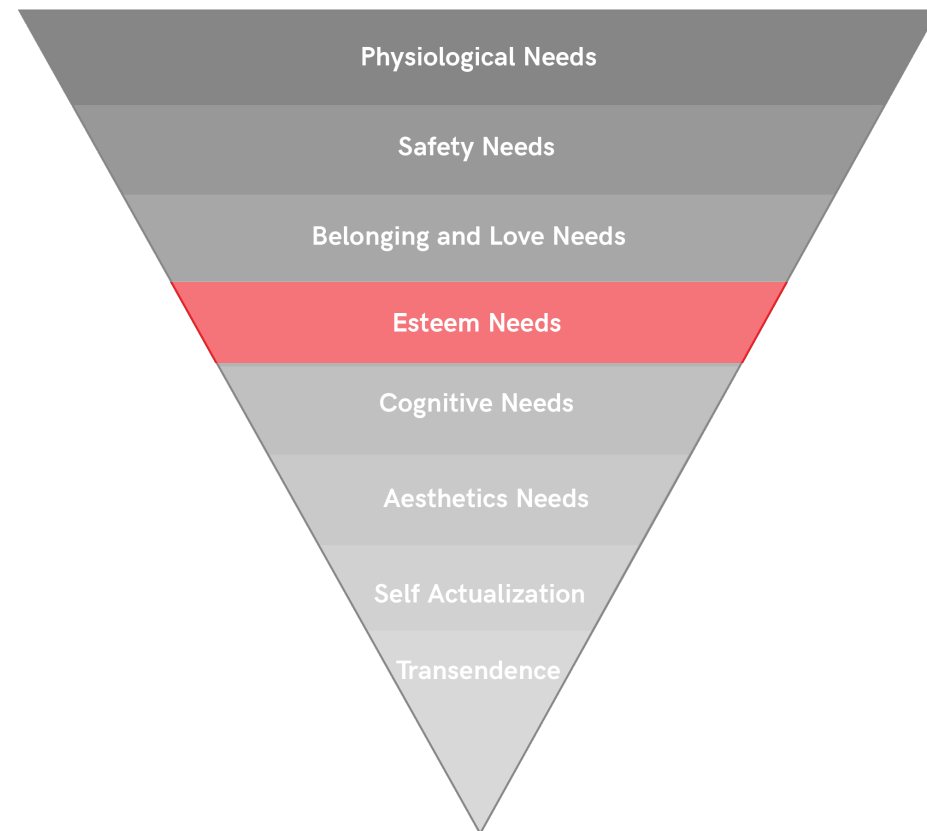 Physiological Needs
Safety Needs
Belonging and Love Needs
Esteem Needs
Cognitive Needs
Aesthetics Needs
Self Actualization
Transendence